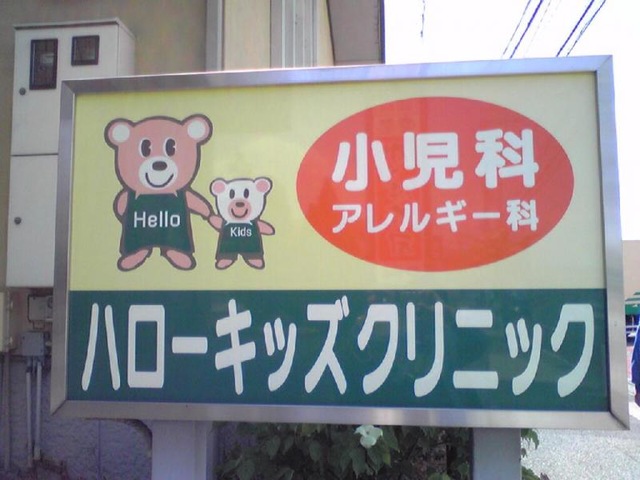 小児科
アレルギー科
Hello
Kids
ハローキッズクリニック